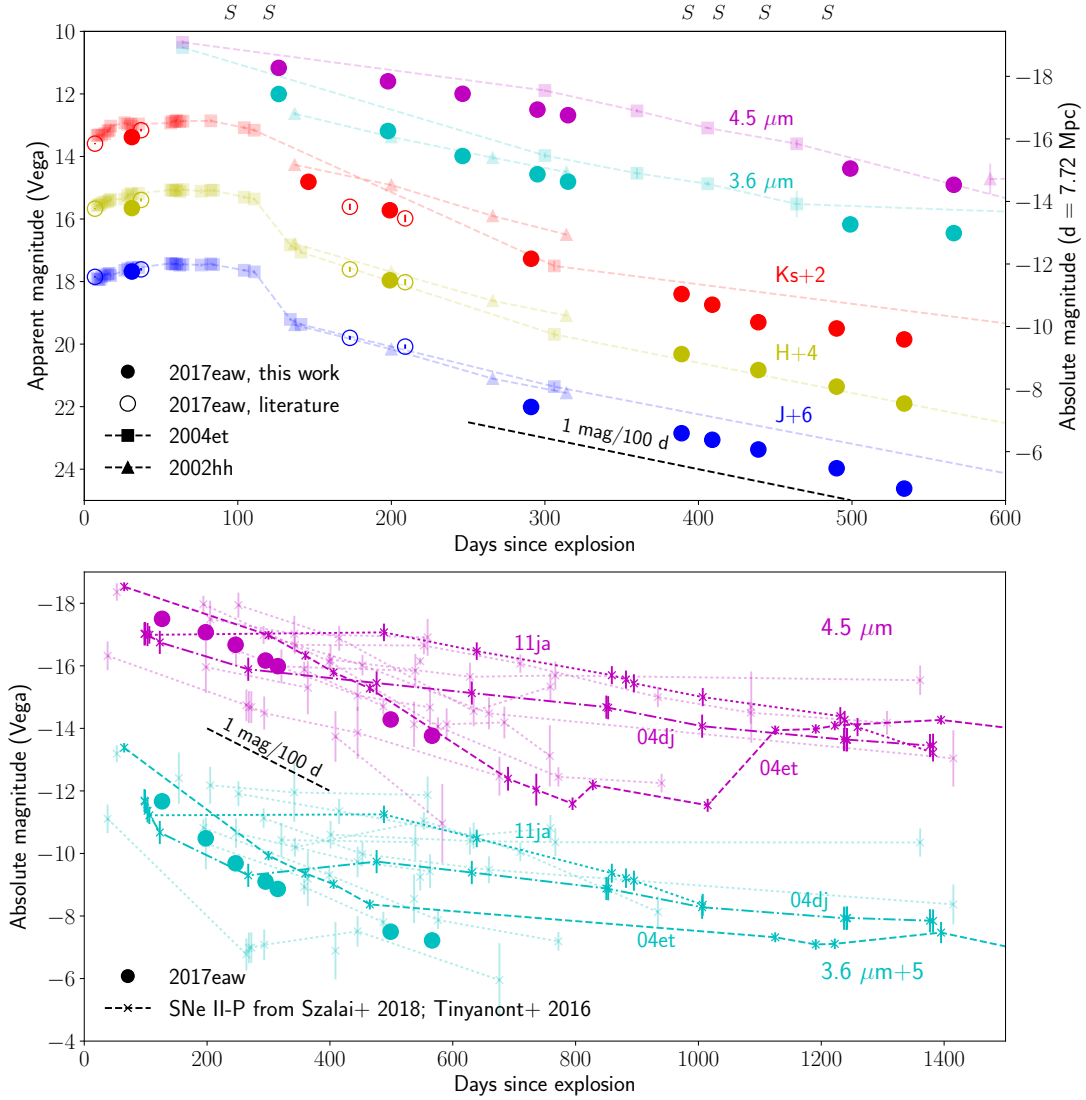 S S S S S S
10
12
14
16
18
20
22
24
Apparent magnitude (Vega)
−18
−16
−14
−12
−10
−8
−6
Absolute magnitude (d = 7.72 Mpc)
4.5 μm
3.6 μm
Ks+2
H+4
J+6
1 mag/100 d
2017eaw, this work
2017eaw, literature
2004et
2002hh
0 100 200 300 400 500 600
Days since explosion
−18
−16
−14
−12
−10
−8
−6
−4
Absolute magnitude (Vega)
4.5 μm
11ja
04dj
04et
1 mag/100 d
11ja
04dj
04et
3.6 μm+5
2017eaw
SNe II-P from Szalai+ 2018; Tinyanont+ 2016
0 200 400 600 800 1000 1200 1400
Days since explosion